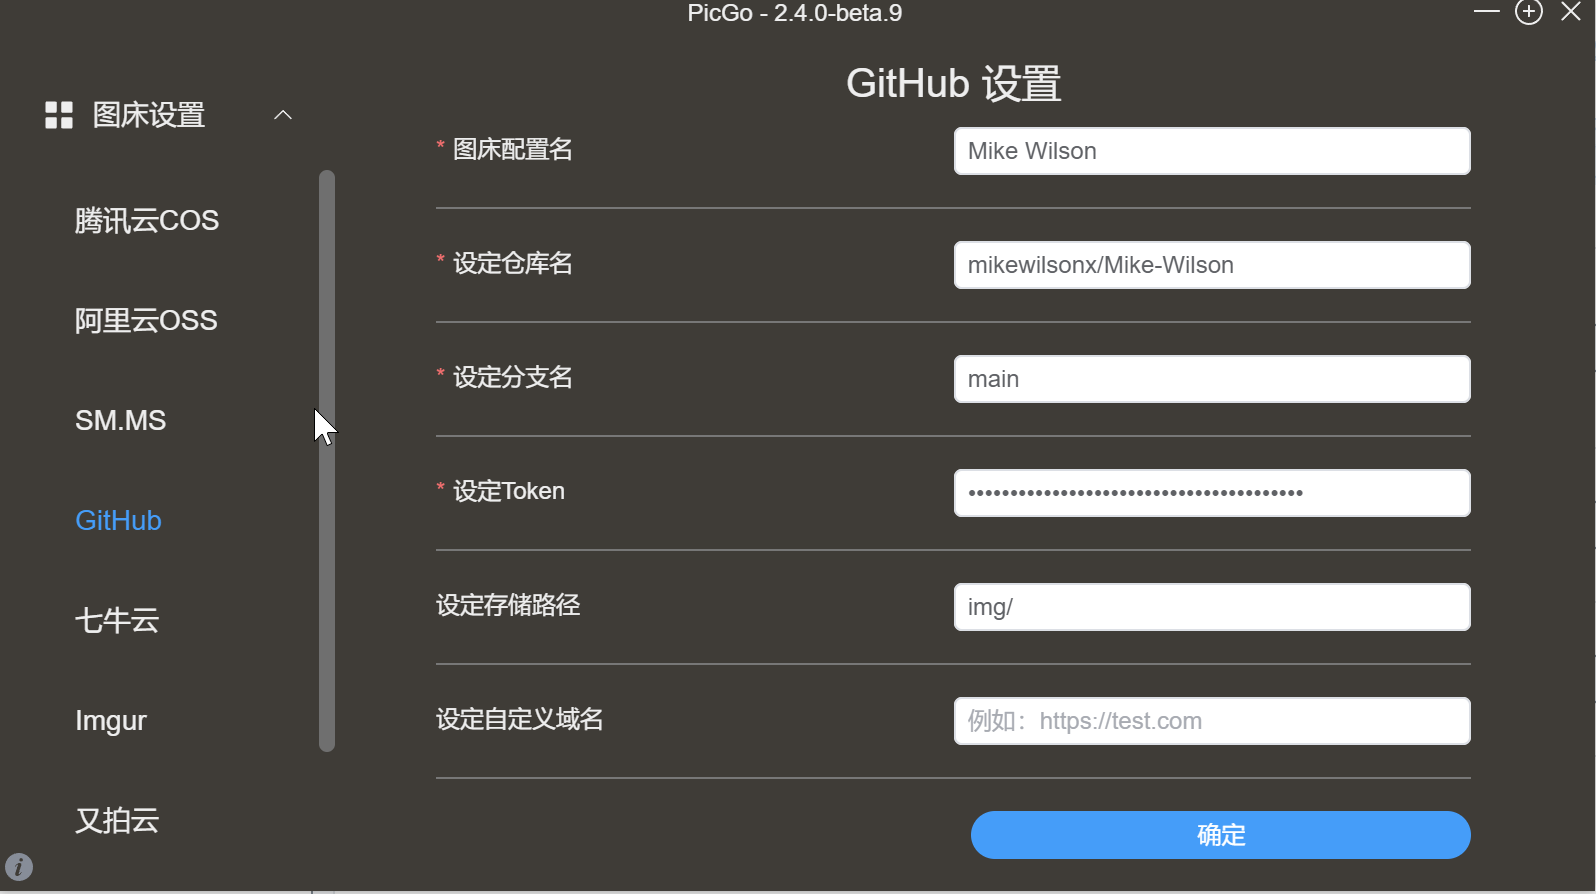 PicGo - 2.4.0-beta.9
图床设置
腾讯云COS
阿里云OSS
SM.MS
GitHub
七牛云
Imgur
又拍云
GitHub 设置
* 图床配置名
Mike Wilson
* 设定仓库名
mikewilsonx/Mike-Wilson
* 设定分支名
main
* 设定Token
••••••••••••••••••••••••••••••••••••••••
设定存储路径
img/
设定自定义域名
例如：https://test.com
确定